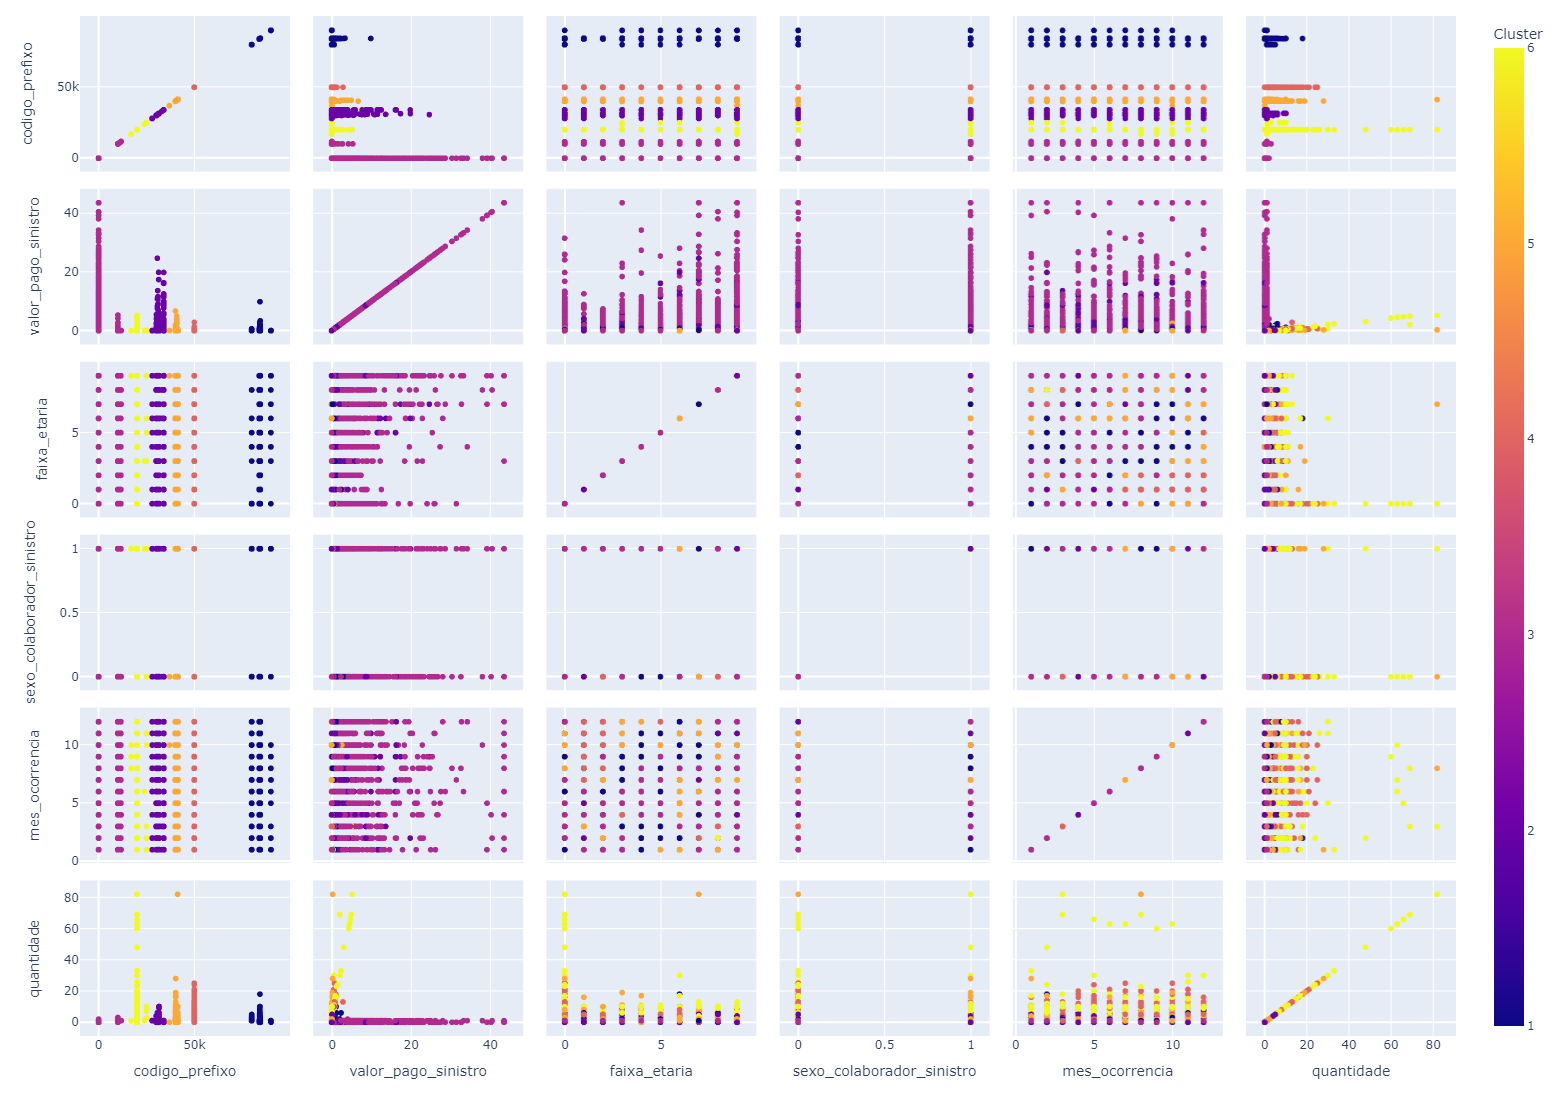 Cluster
6
5
4
3
2
1
codigo_prefixo
50k
0
valor_pago_sinistro
40
20
0
faixa_etaria
5
0
sexo_colaborador_sinistro
1
0.5
0
mes_ocorrencia
10
5
0
quantidade
80
60
40
20
0
0 50k 0 20 40 0 5 0 0.5 1 0 5 10 0 20 40 60 80
codigo_prefixo valor_pago_sinistro faixa_etaria sexo_colaborador_sinistro mes_ocorrencia quantidade